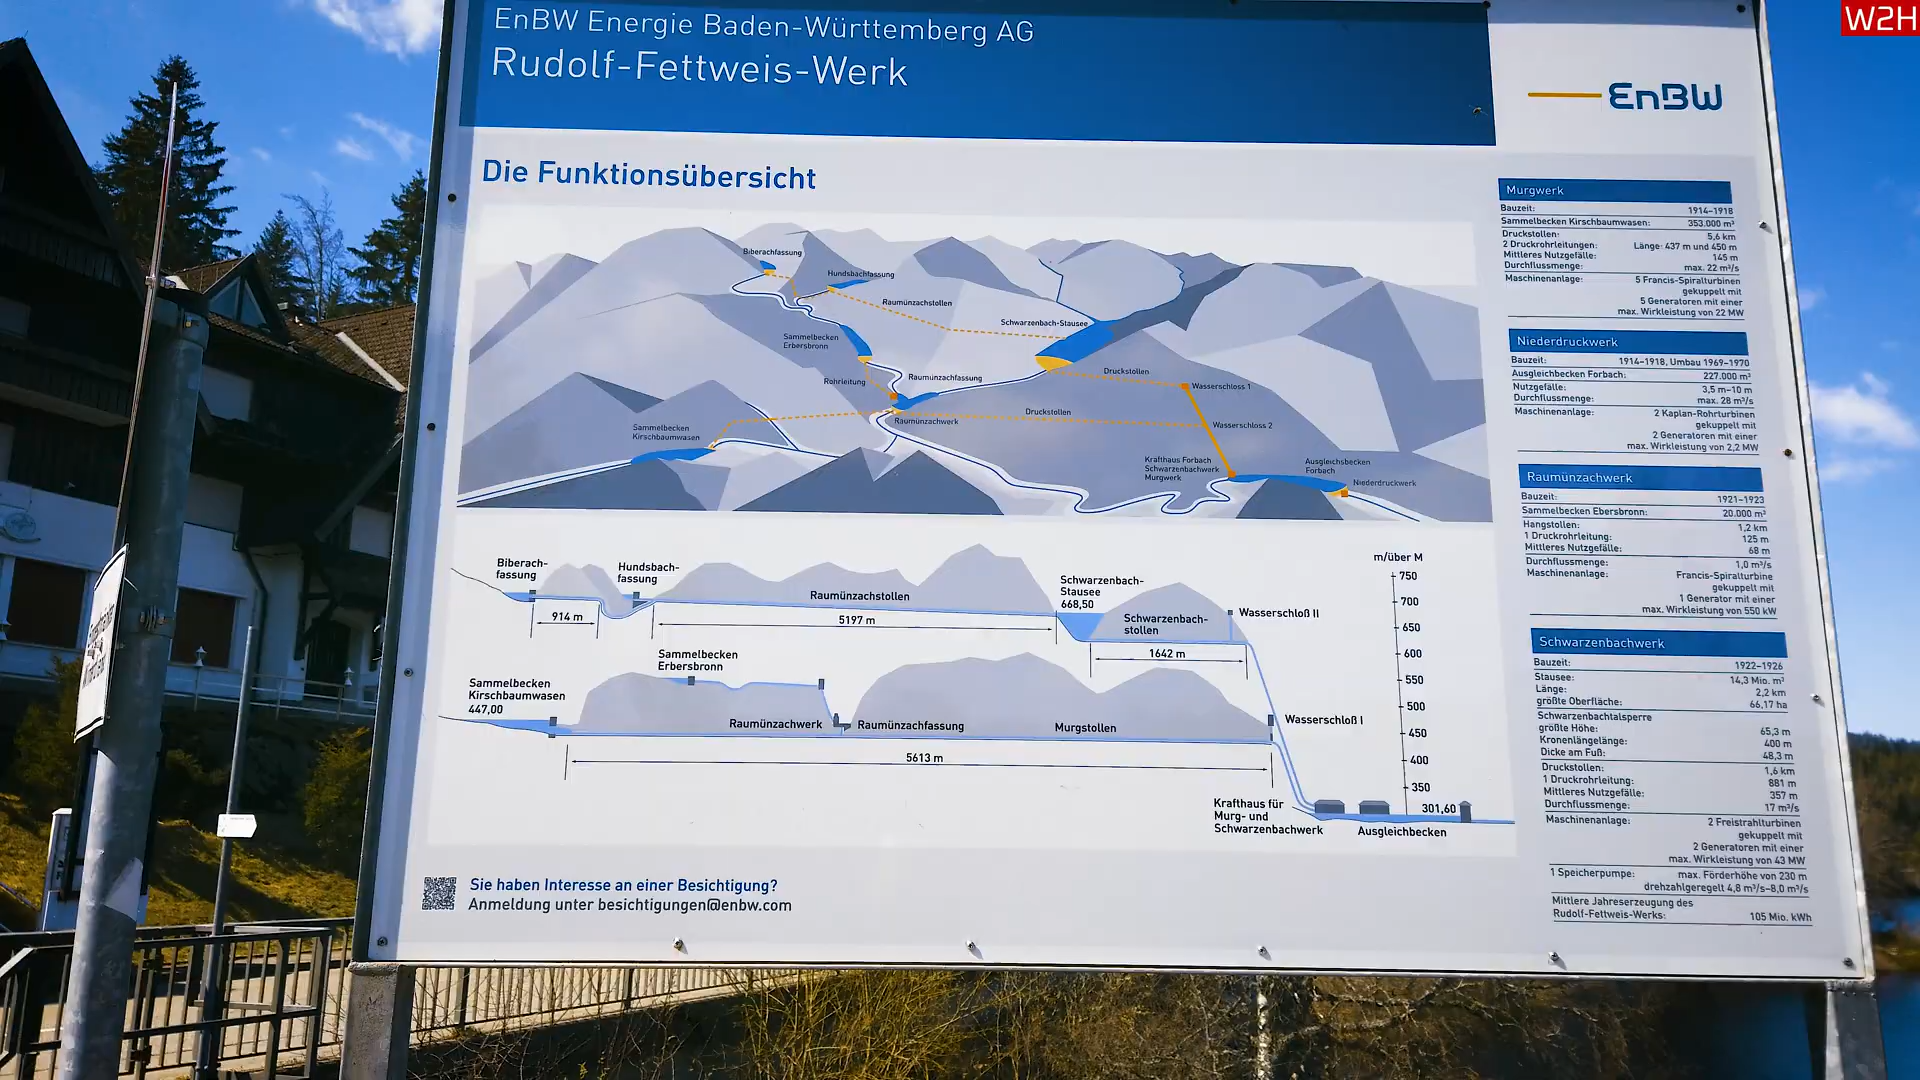 W2H
EnBW Energie Baden-Württemberg AG
Rudolf-Fettweis-Werk
EnBW
Die Funktionsübersicht
Biberachfassung
Hundsbachfassung
Raumünzachstollen
Schwarzenbach-Stausee
Sammelbecken
Erbersbronn
Rohrleitung
Raumünzachfassung
Druckstollen
Wasserschloss 1
Druckstollen
Raumünzachwerk
Wasserschloss 2
Sammelbecken
Kirschbaumwasen
Krafthaus Forbach
Schwarzenbachwerk
Murgwerk
Ausgleichsbecken
Forbach
Niederdruckwerk
Biberach-
fassung
Hundsbach-
fassung
914 m
Raumünzachstollen
5197 m
Schwarzenbach-
Stausee
668,50
Schwarzenbach-
stollen
1642 m
Wasserschloß II
m/über M
750
700
650
600
550
500
450
400
350
301,60
Sammelbecken
Erbersbronn
Sammelbecken
Kirschbaumwasen
447,00
Raumünzachwerk
Raumünzachfassung
Murgstollen
Wasserschloß I
5613 m
Krafthaus für
Murg- und
Schwarzenbachwerk
Ausgleichbecken
Sie haben Interesse an einer Besichtigung?
Anmeldung unter besichtigungen@enbw.com
Murgwerk
Bauzeit: 1914–1918
Sammelbecken Kirschbaumwasen: 353.000 m³
Druckstollen: 5,6 km
2 Druckrohrleitungen: Länge: 437 m und 450 m
Mittleres Nutzgefälle: 145 m
Durchflussmenge: max. 22 m³/s
Maschinenanlage: 5 Francis-Spiralturbinen
gekuppelt mit
5 Generatoren mit einer
max. Wirkleistung von 22 MW
Niederdruckwerk
Bauzeit: 1914–1918, Umbau 1969–1970
Ausgleichbecken Forbach: 227.000 m³
Nutzgefälle: 3,5 m–10 m
Durchflussmenge: max. 28 m³/s
Maschinenanlage: 2 Kaplan-Rohrturbinen
gekuppelt mit
2 Generatoren mit einer
max. Wirkleistung von 2,2 MW
Raumünzachwerk
Bauzeit: 1921–1923
Sammelbecken Ebersbronn: 20.000 m³
Hangstollen: 1,2 km
1 Druckrohrleitung: 125 m
Mittleres Nutzgefälle: 68 m
Durchflussmenge: 1,0 m³/s
Maschinenanlage: Francis-Spiralturbine
gekuppelt mit
1 Generator mit einer
max. Wirkleistung von 550 kW
Schwarzenbachwerk
Bauzeit: 1922–1926
Stausee: 14,3 Mio. m³
Länge: 2,2 km
größte Oberfläche: 66,17 ha
Schwarzenbachtalsperre
größte Höhe: 65,3 m
Kronenlängelänge: 400 m
Dicke am Fuß: 48,3 m
Druckstollen: 1,6 km
1 Druckrohrleitung: 881 m
Mittleres Nutzgefälle: 357 m
Durchflussmenge: 17 m³/s
Maschinenanlage: 2 Freistrahlturbinen
gekuppelt mit
2 Generatoren mit einer
max. Wirkleistung von 43 MW
1 Speicherpumpe: max. Förderhöhe von 230 m
drehzahlgeregelt 4,8 m³/s–8,0 m³/s
Mittlere Jahreserzeugung des
Rudolf-Fettweis-Werks: 105 Mio. kWh